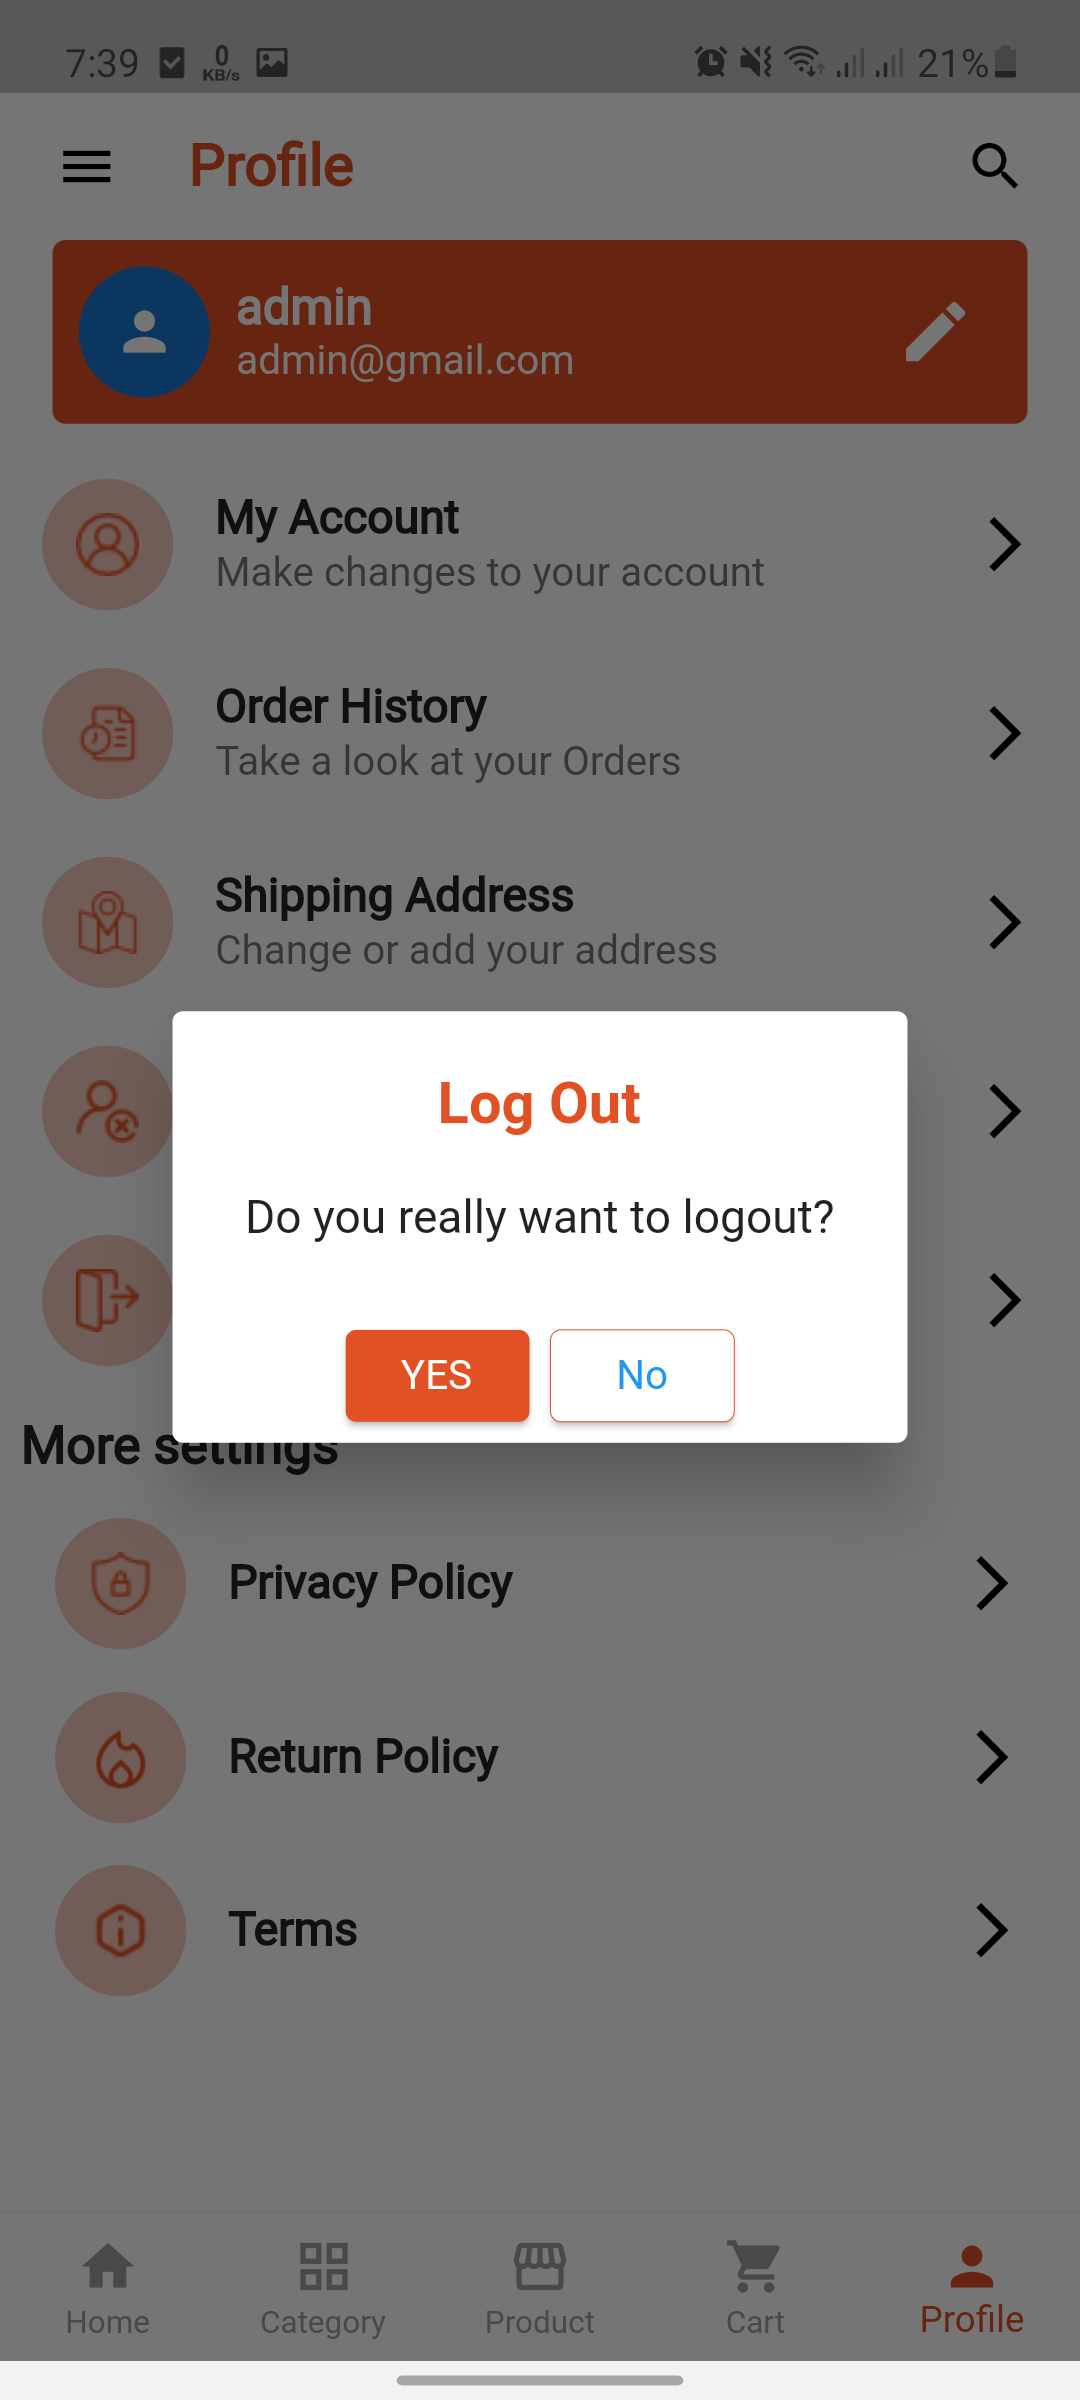 7:39
0
KB/s
21%
Profile
admin
admin@gmail.com
My Account
Make changes to your account
Order History
Take a look at your Orders
Shipping Address
Change or add your address
Log Out
Do you really want to logout?
YES
No
More settings
Privacy Policy
Return Policy
Terms
Home
Category
Product
Cart
Profile